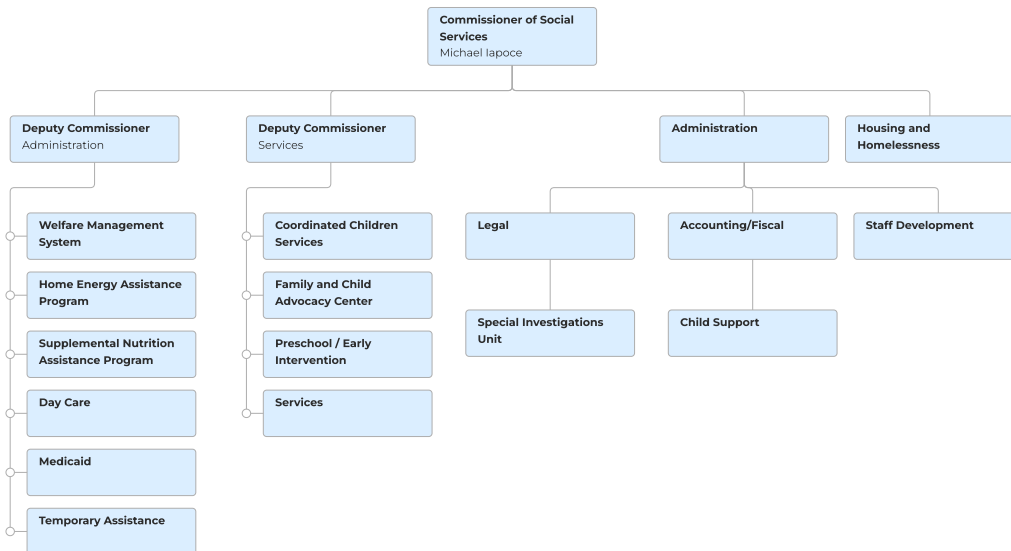 Commissioner of Social
Services
Michael Iapoce
Deputy Commissioner
Administration
Deputy Commissioner
Services
Administration
Housing and
Homelessness
Welfare Management
System
Home Energy Assistance
Program
Supplemental Nutrition
Assistance Program
Day Care
Medicaid
Temporary Assistance
Coordinated Children
Services
Family and Child
Advocacy Center
Preschool / Early
Intervention
Services
Legal
Accounting/Fiscal
Staff Development
Special Investigations
Unit
Child Support